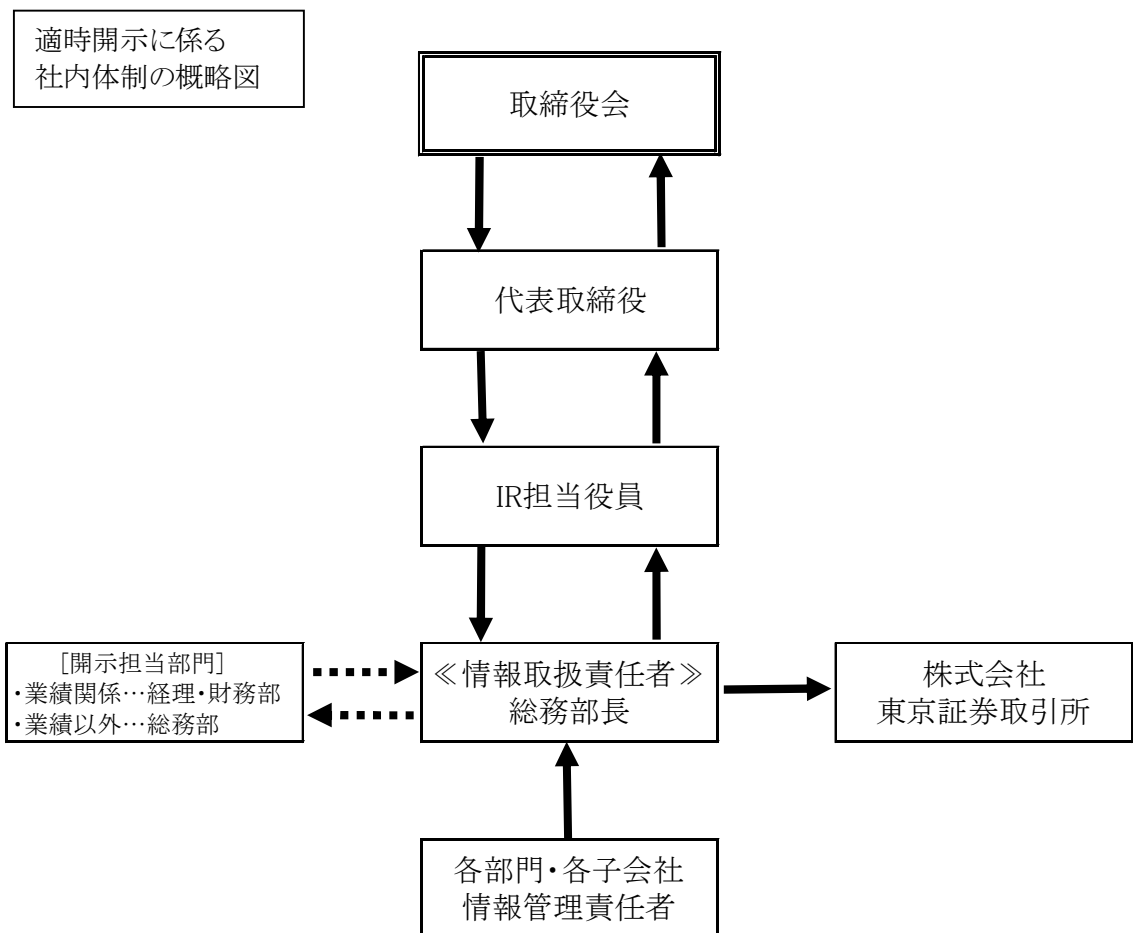 適時開示に係る
社内体制の概略図
取締役会
代表取締役
IR担当役員
[開示担当部門]
・業績関係…経理・財務部
・業績以外…総務部
≪情報取扱責任者≫
総務部長
株式会社
東京証券取引所
各部門・各子会社
情報管理責任者